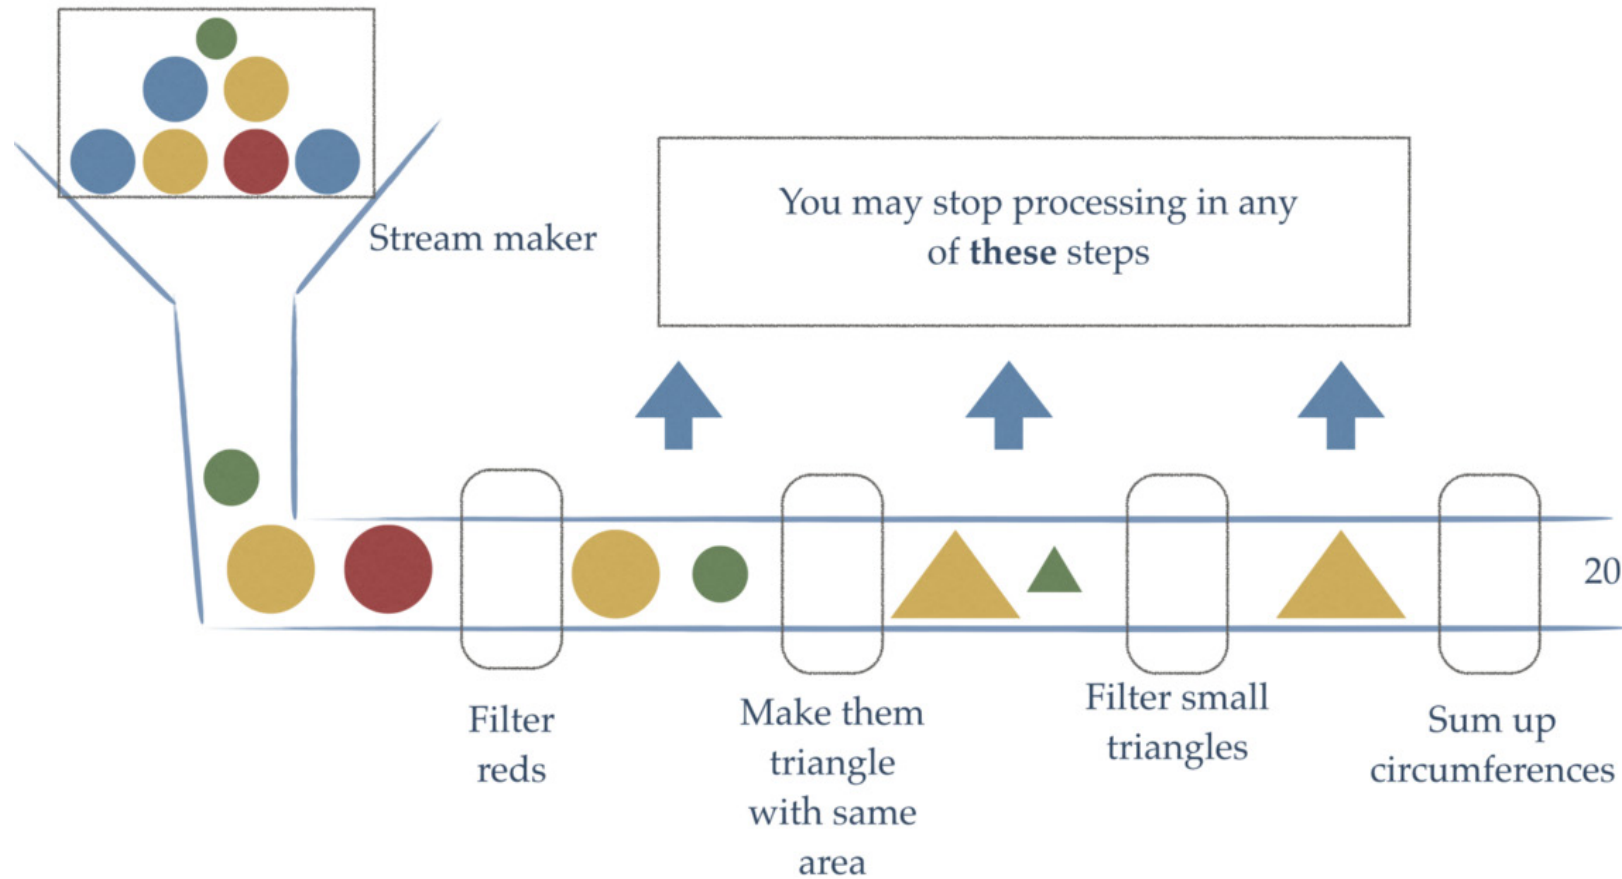 Stream maker
You may stop processing in any
of these steps
20
Filter
reds
Make them
triangle
with same
area
Filter small
triangles
Sum up
circumferences